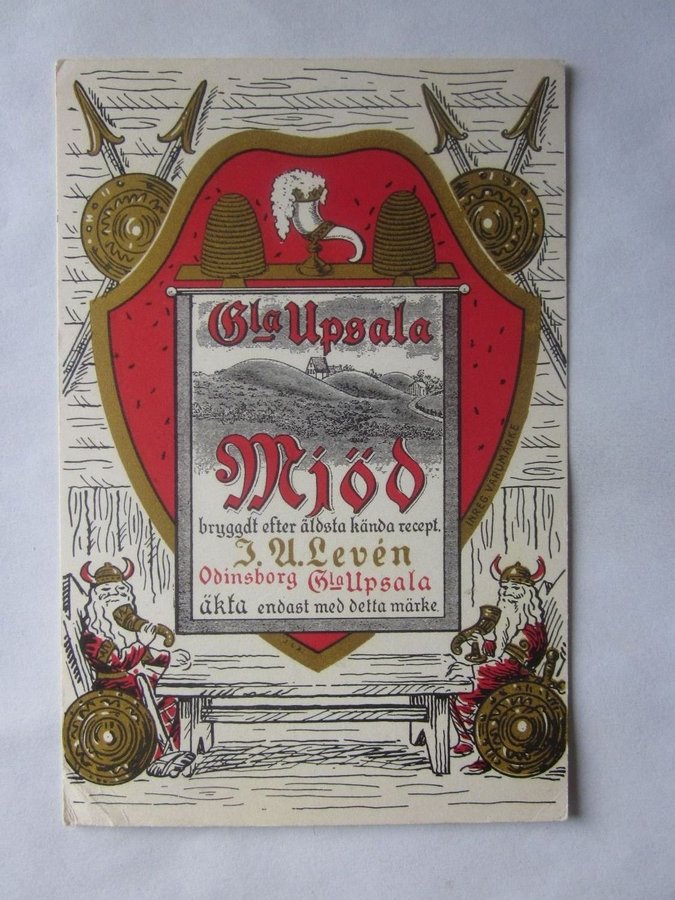 Gla Upsala
Mjöd
bryggdt efter äldsta kända recept.
J. A. Levén
Odinsborg Gla Upsala
äkta endast med detta märke.
INREG. VARUMÄRKE